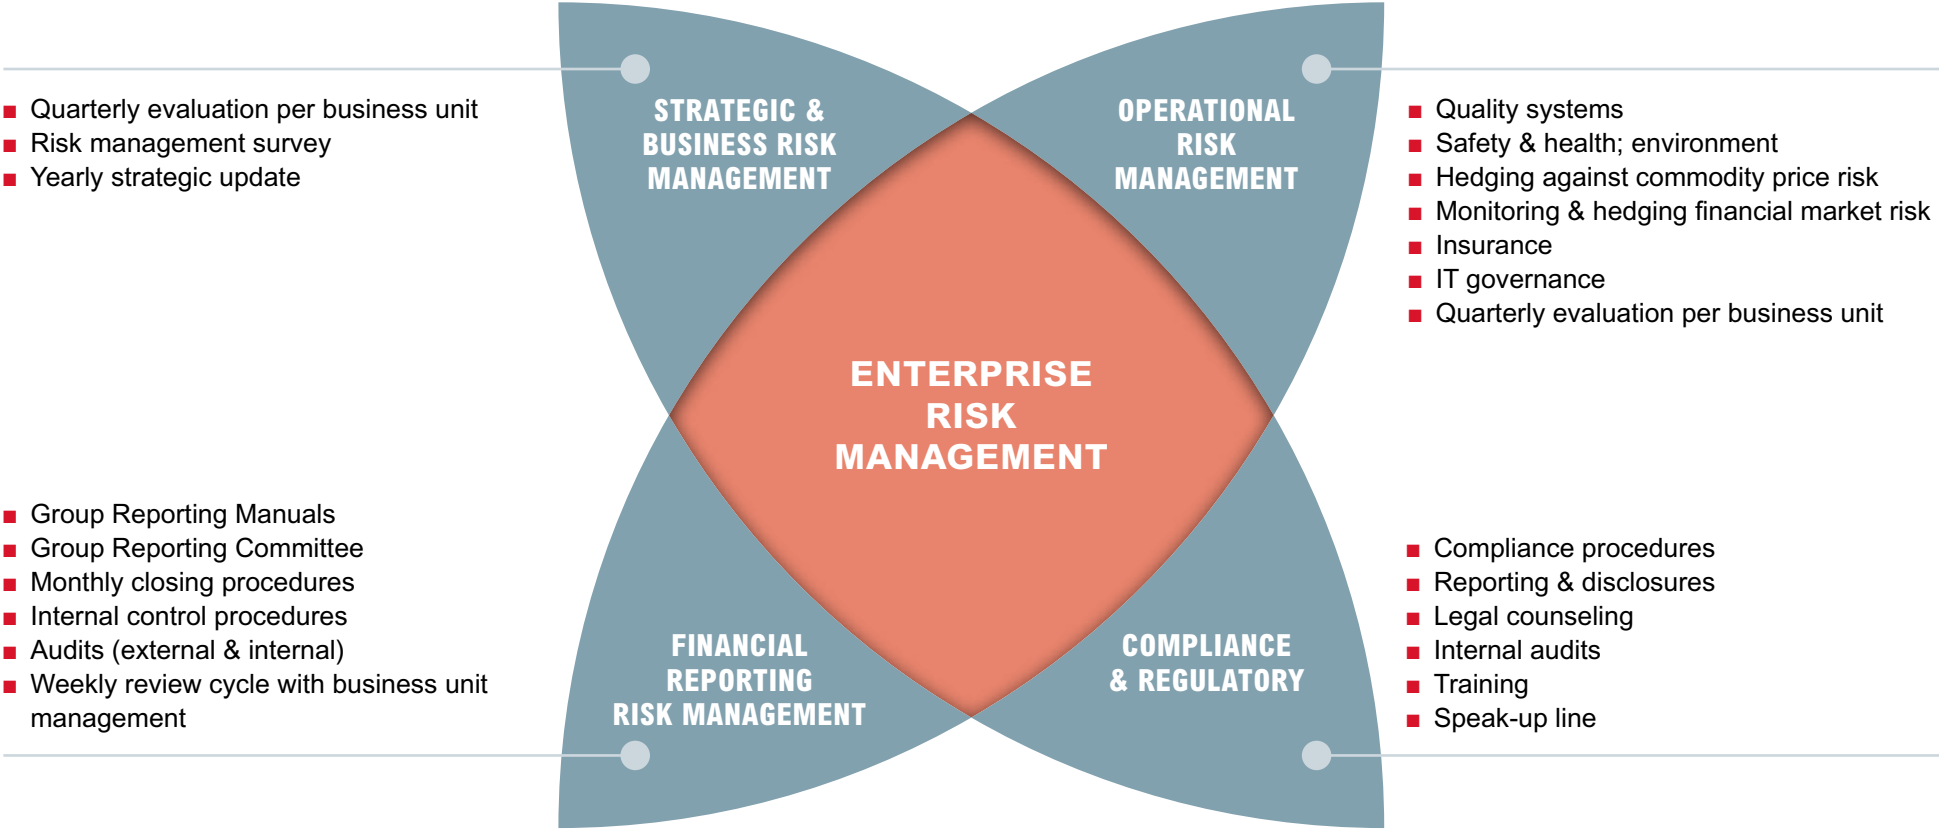 STRATEGIC &
BUSINESS RISK
MANAGEMENT
■ Quarterly evaluation per business unit
■ Risk management survey
■ Yearly strategic update
OPERATIONAL
RISK
MANAGEMENT
■ Quality systems
■ Safety & health; environment
■ Hedging against commodity price risk
■ Monitoring & hedging financial market risk
■ Insurance
■ IT governance
■ Quarterly evaluation per business unit
ENTERPRISE
RISK
MANAGEMENT
■ Group Reporting Manuals
■ Group Reporting Committee
■ Monthly closing procedures
■ Internal control procedures
■ Audits (external & internal)
■ Weekly review cycle with business unit
management
FINANCIAL
REPORTING
RISK MANAGEMENT
COMPLIANCE
& REGULATORY
■ Compliance procedures
■ Reporting & disclosures
■ Legal counseling
■ Internal audits
■ Training
■ Speak-up line